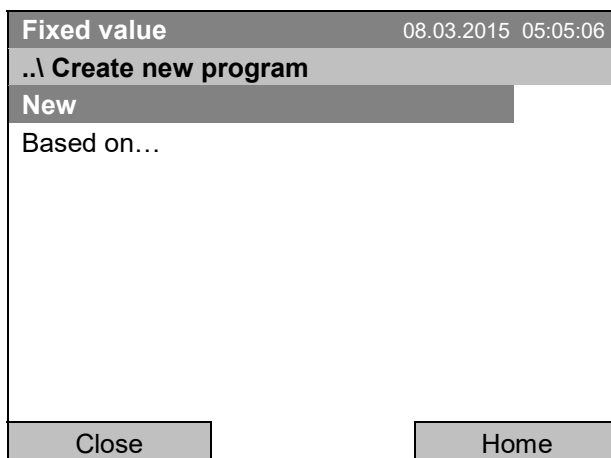 Fixed value 08.03.2015 05:05:06
..\ Create new program
New
Based on…
Close Home